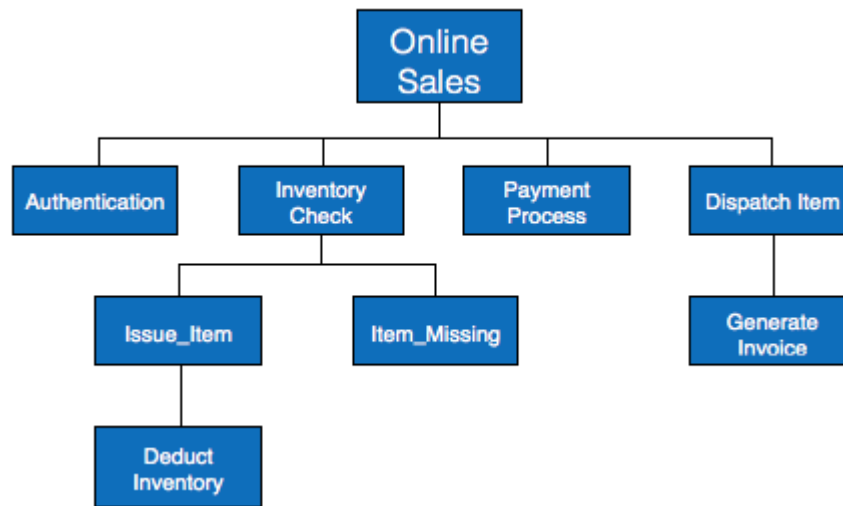 Online
Sales
Authentication
Inventory
Check
Payment
Process
Dispatch Item
Issue_Item
Item_Missing
Generate
Invoice
Deduct
Inventory